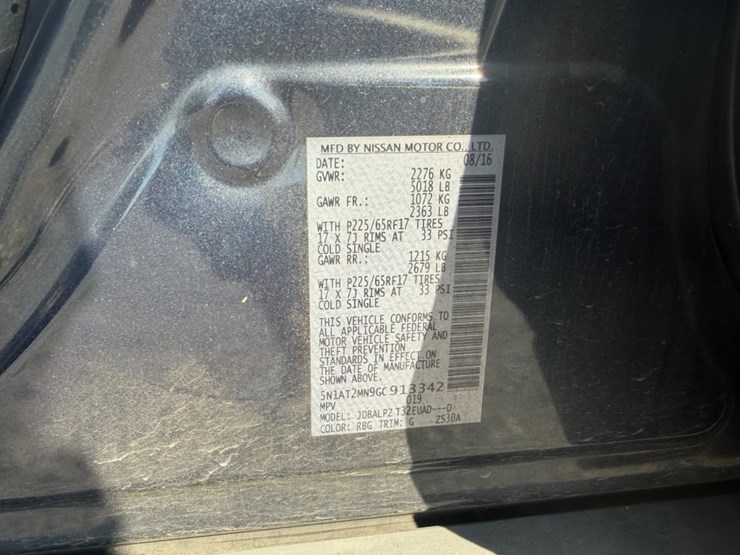 MFD BY NISSAN MOTOR CO., LTD.
DATE: 08/16
GVWR: 2276 KG
5018 LB
GAWR FR.: 1072 KG
2363 LB
WITH P225/65RF17 TIRES
17 X 7J RIMS AT 33 PSI
COLD SINGLE
GAWR RR.: 1215 KG
2679 LB
WITH P225/65RF17 TIRES
17 X 7J RIMS AT 33 PSI
COLD SINGLE
THIS VEHICLE CONFORMS TO
ALL APPLICABLE FEDERAL
MOTOR VEHICLE SAFETY AND
THEFT PREVENTION
STANDARDS IN EFFECT ON
THE DATE OF MANUFACTURE
SHOWN ABOVE.
5N1AT2MN9GC913342
MPV 019
MODEL: JDBALPZ T32EUAD---D
COLOR: RBG TRIM: G ZS30A